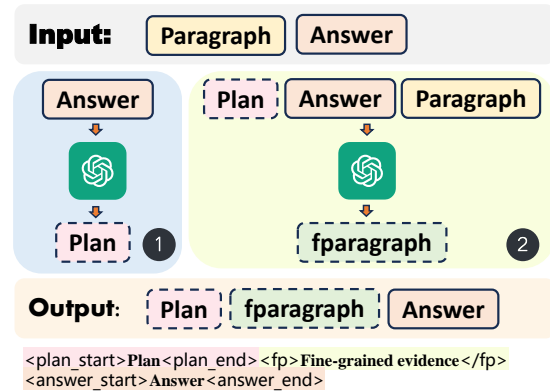 Input: Paragraph Answer
Answer
Plan 1
Plan Answer Paragraph
fparagraph 2
Output: Plan fparagraph Answer
<plan_start>Plan<plan_end><fp>Fine-grained evidence</fp>
<answer_start>Answer<answer_end>